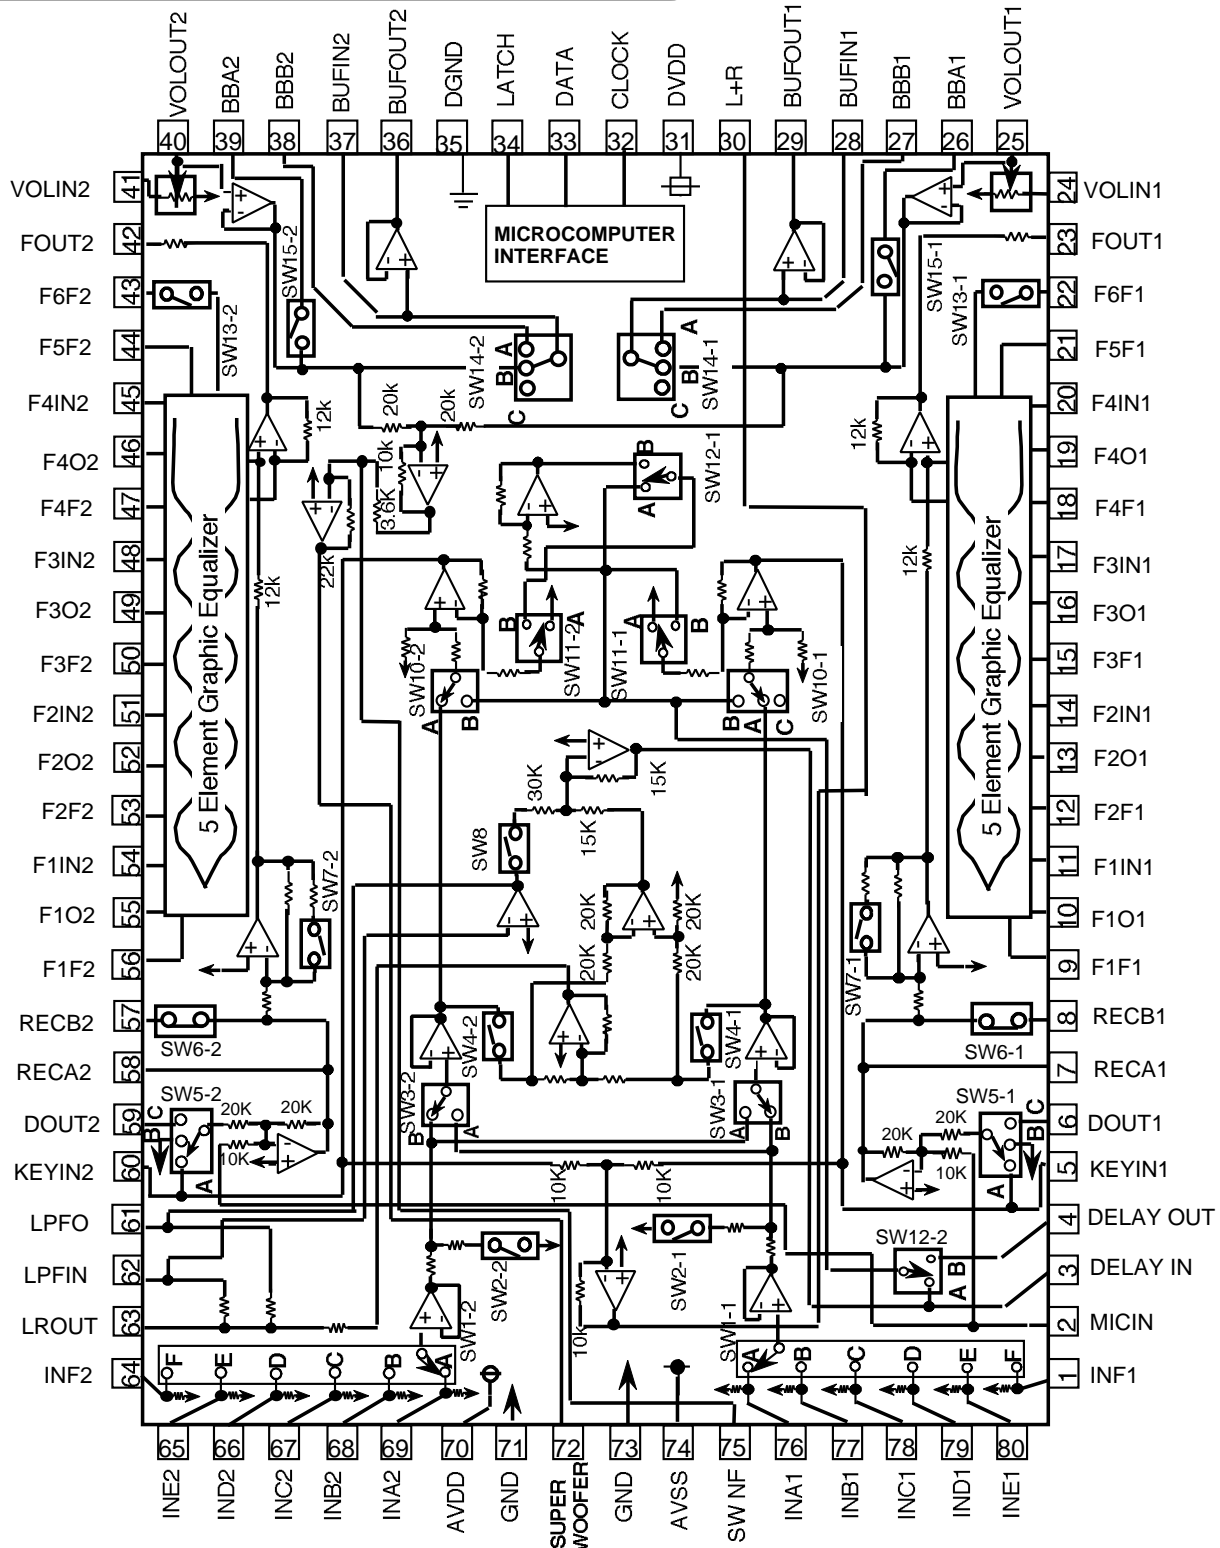 VOLOUT2
BBA2
BBB2
BUFIN2
BUFOUT2
DGND
LATCH
DATA
CLOCK
DVDD
L+R
BUFOUT1
BUFIN1
BBB1
BBA1
VOLOUT1
40 39 38 37 36 35 34 33 32 31 30 29 28 27 26 25
VOLIN2 41
24 VOLIN1
FOUT2 42
23 FOUT1
F6F2 43
22 F6F1
F5F2 44
21 F5F1
F4IN2 45
20 F4IN1
F4O2 46
19 F4O1
F4F2 47
18 F4F1
F3IN2 48
17 F3IN1
F3O2 49
16 F3O1
F3F2 50
15 F3F1
F2IN2 51
14 F2IN1
F2O2 52
13 F2O1
F2F2 53
12 F2F1
F1IN2 54
11 F1IN1
F1O2 55
10 F1O1
F1F2 56
9 F1F1
RECB2 57
8 RECB1
RECA2 58
7 RECA1
DOUT2 59
6 DOUT1
KEYIN2 60
5 KEYIN1
LPFO 61
4 DELAY OUT
LPFIN 62
3 DELAY IN
LROUT 63
2 MICIN
INF2 64
1 INF1
MICROCOMPUTER
INTERFACE
+ -
SW15-2
SW15-1
SW13-2
SW13-1
SW14-2
A
B
C
SW14-1
A
B
C
12k
20k
20k
10k
3.6K
22k
12k
12k
12k
5 Element Graphic Equalizer
5 Element Graphic Equalizer
SW12-1
B
A
SW10-2
A
B
SW11-2
B
A
SW11-1
A
B
SW10-1
B
A
C
30K
15K
15K
SW8
SW7-2
SW7-1
20K
20K
20K
20K
SW4-2
SW4-1
SW3-2
B
A
SW3-1
A
B
SW6-2
SW6-1
SW5-2
C
B
A
20K
20K
10K
SW5-1
C
B
A
20K
20K
10K
10K
10K
SW12-2
B
A
SW2-2
SW2-1
10k
SW1-2
F E D C B A
SW1-1
A B C D E F
65 66 67 68 69 70 71 72 73 74 75 76 77 78 79 80
INE2
IND2
INC2
INB2
INA2
AVDD
GND
SUPER
WOOFER
GND
AVSS
SW NF
INA1
INB1
INC1
IND1
INE1